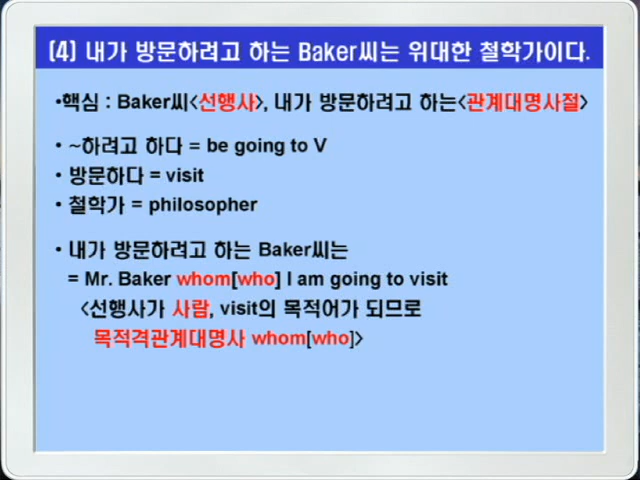 (4) 내가 방문하려고 하는 Baker씨는 위대한 철학가이다.
•핵심 : Baker씨<선행사>, 내가 방문하려고 하는<관계대명사절>
• ~하려고 하다 = be going to V
• 방문하다 = visit
• 철학가 = philosopher
• 내가 방문하려고 하는 Baker씨는
= Mr. Baker whom[who] I am going to visit
<선행사가 사람, visit의 목적어가 되므로
목적격관계대명사 whom[who]>